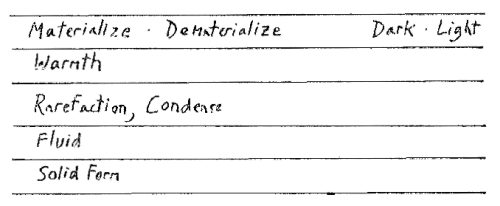 Materialize · Dematerialize Dark · Light
Warmth
Rarefaction, Condense
Fluid
Solid Form